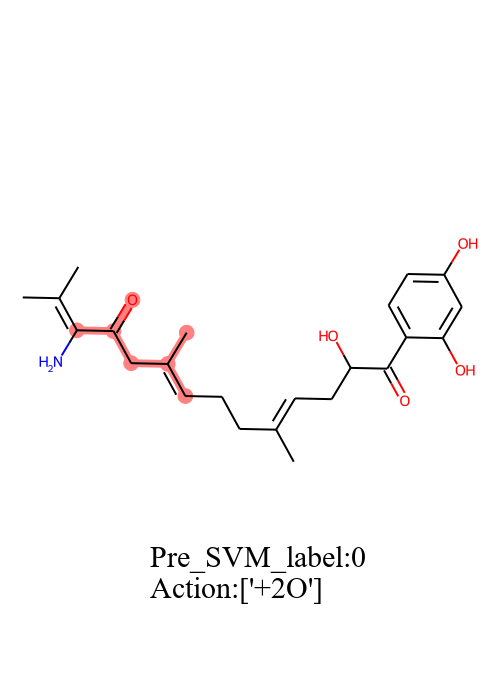 OH
O
HO
H2N
OH
O
Pre_SVM_label:0
Action:['+2O']